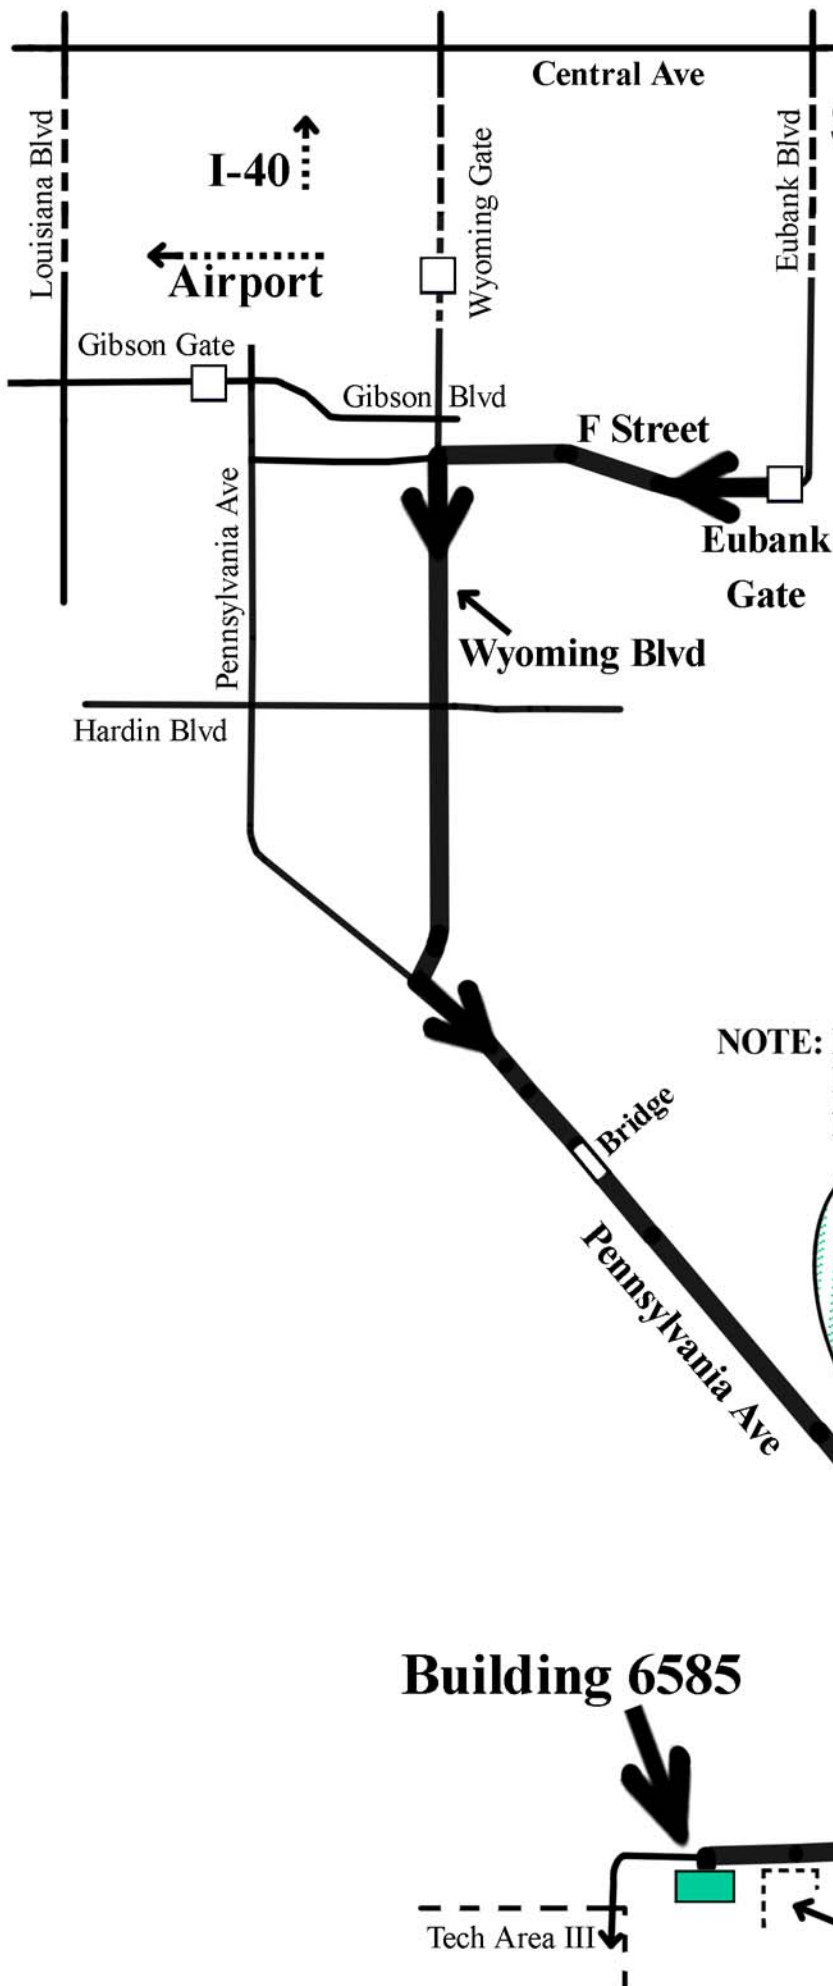 Central Ave
Louisiana Blvd
I-40
Wyoming Gate
Eubank Blvd
Airport
Gibson Gate
Gibson Blvd
F Street
Pennsylvania Ave
Eubank
Gate
Wyoming Blvd
Hardin Blvd
NOTE:
Bridge
Pennsylvania Ave
Building 6585
Tech Area III